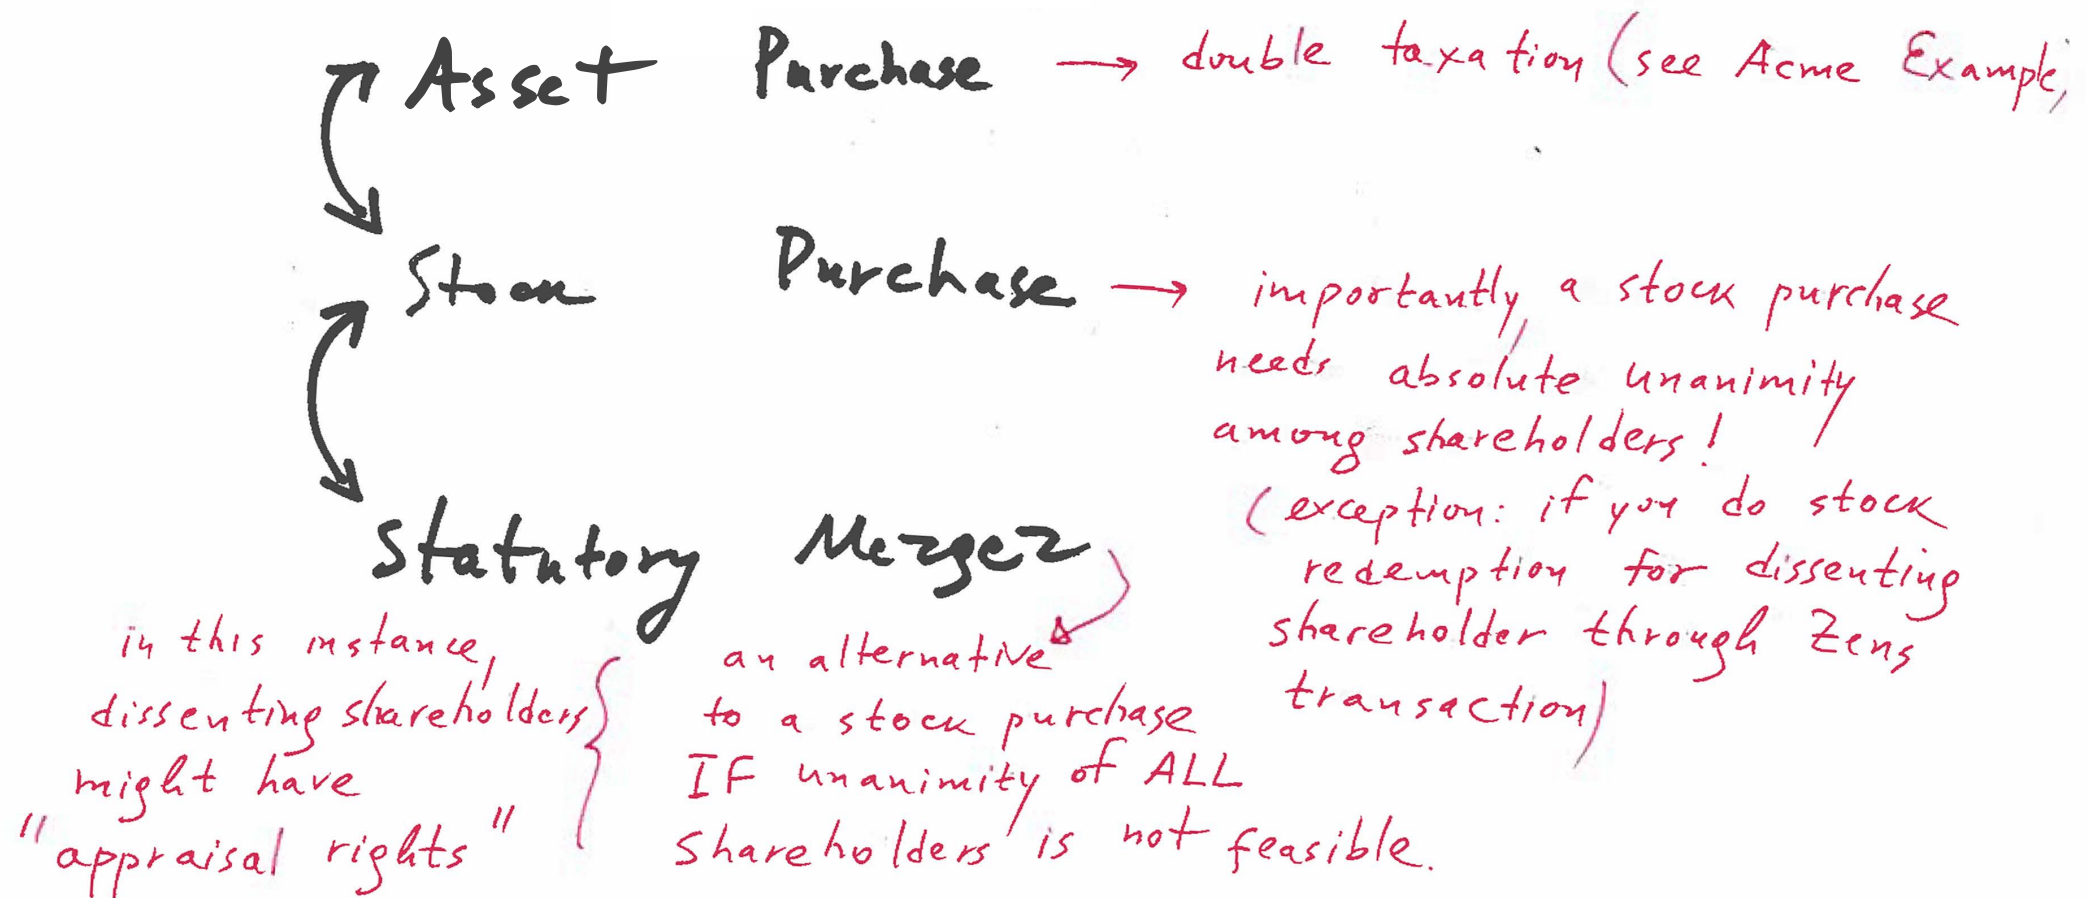 Asset Purchase → double taxation (see Acme Example,
Stock Purchase → importantly, a stock purchase
needs absolute unanimity
among shareholders!
(exception: if you do stock
redemption for dissenting
shareholder through Zenz
transaction)
Statutory Merger
an alternative
to a stock purchase
IF unanimity of ALL
shareholders is not feasible.
in this instance,
dissenting shareholders
might have
"appraisal rights"